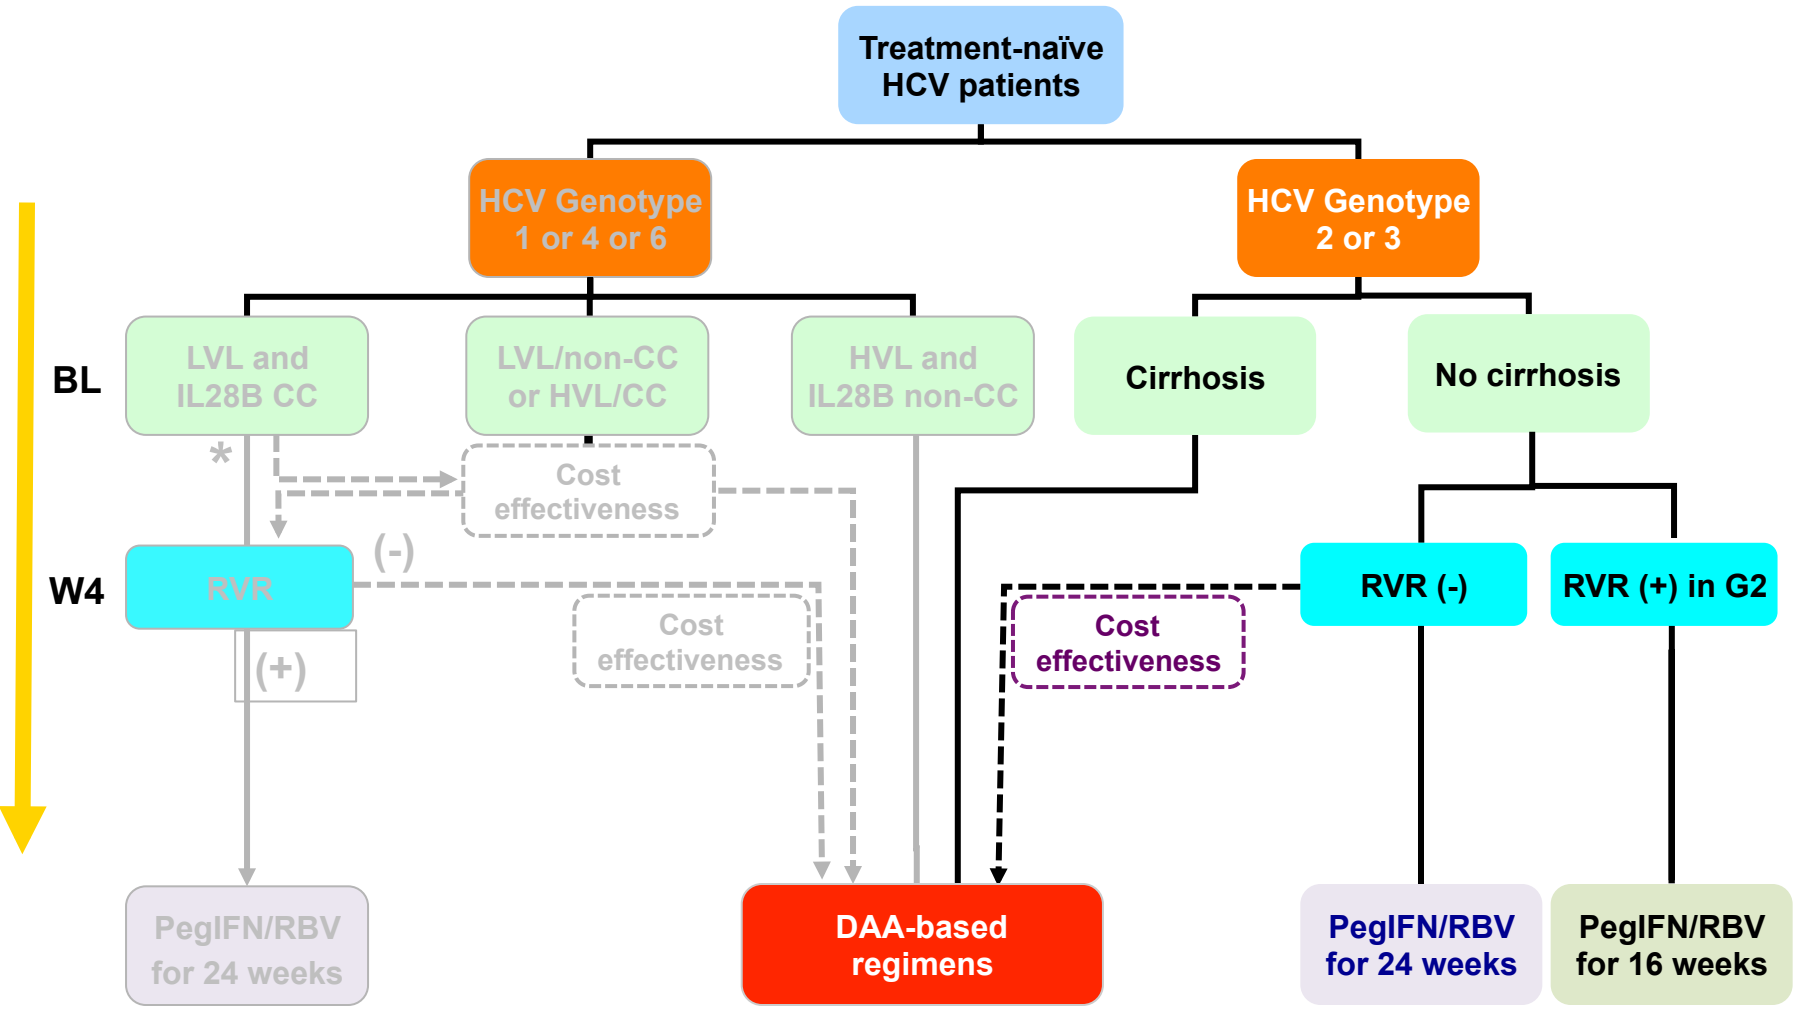 Treatment-naïve
HCV patients
HCV Genotype
1 or 4 or 6
HCV Genotype
2 or 3
BL
LVL and
IL28B CC
LVL/non-CC
or HVL/CC
HVL and
IL28B non-CC
Cirrhosis
No cirrhosis
*
Cost
effectiveness
W4
RVR
(-)
(+)
Cost
effectiveness
Cost
effectiveness
RVR (-)
RVR (+) in G2
PegIFN/RBV
for 24 weeks
DAA-based
regimens
PegIFN/RBV
for 24 weeks
PegIFN/RBV
for 16 weeks